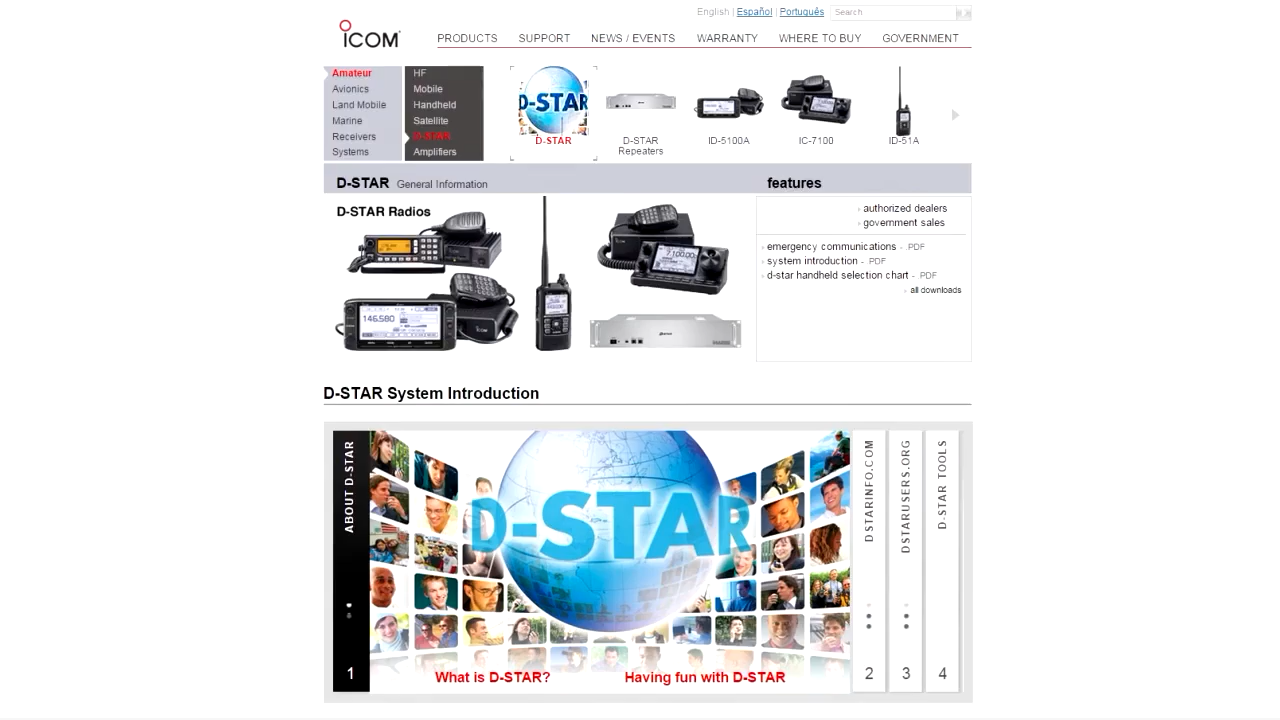 English | Español | Português
Search
ICOM
PRODUCTS SUPPORT NEWS / EVENTS WARRANTY WHERE TO BUY GOVERNMENT
Amateur
Avionics
Land Mobile
Marine
Receivers
Systems
HF
Mobile
Handheld
Satellite
D-STAR
Amplifiers
D-STAR
D-STAR
D-STAR
Repeaters
ID-5100A
IC-7100
ID-51A
D-STAR General Information
features
D-STAR Radios
146.580
7.100.00
authorized dealers
government sales
emergency communications - .PDF
system introduction - .PDF
d-star handheld selection chart - .PDF
all downloads
D-STAR System Introduction
ABOUT D-STAR
1
D-STAR
What is D-STAR?
Having fun with D-STAR
DSTARINFO.COM
2
DSTARUSERS.ORG
3
D-STAR TOOLS
4